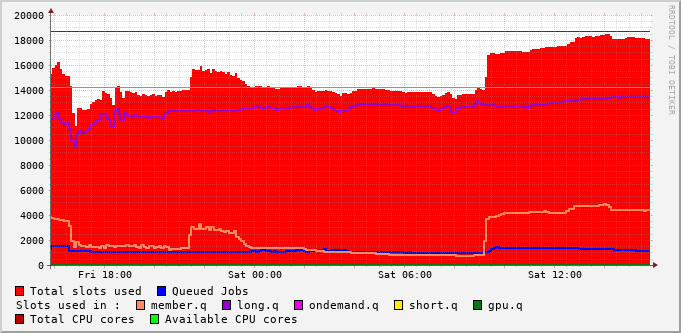 20000
18000
16000
14000
12000
10000
8000
6000
4000
2000
0
Fri 18:00 Sat 00:00 Sat 06:00 Sat 12:00
Total slots used Queued Jobs
Slots used in : member.q long.q ondemand.q short.q gpu.q
Total CPU cores Available CPU cores
RRDTOOL / TOBI OETIKER